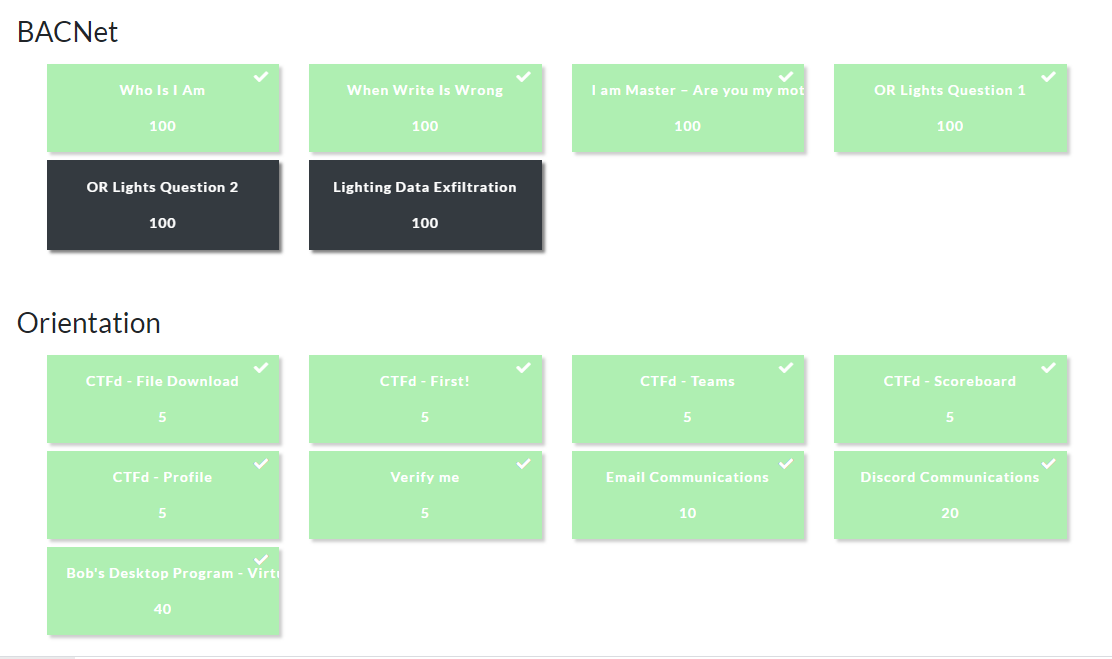 BACNet
Who Is I Am
100
When Write Is Wrong
100
I am Master – Are you my mot
100
OR Lights Question 1
100
OR Lights Question 2
100
Lighting Data Exfiltration
100
Orientation
CTFd - File Download
5
CTFd - First!
5
CTFd - Teams
5
CTFd - Scoreboard
5
CTFd - Profile
5
Verify me
5
Email Communications
10
Discord Communications
20
Bob's Desktop Program - Virt
40